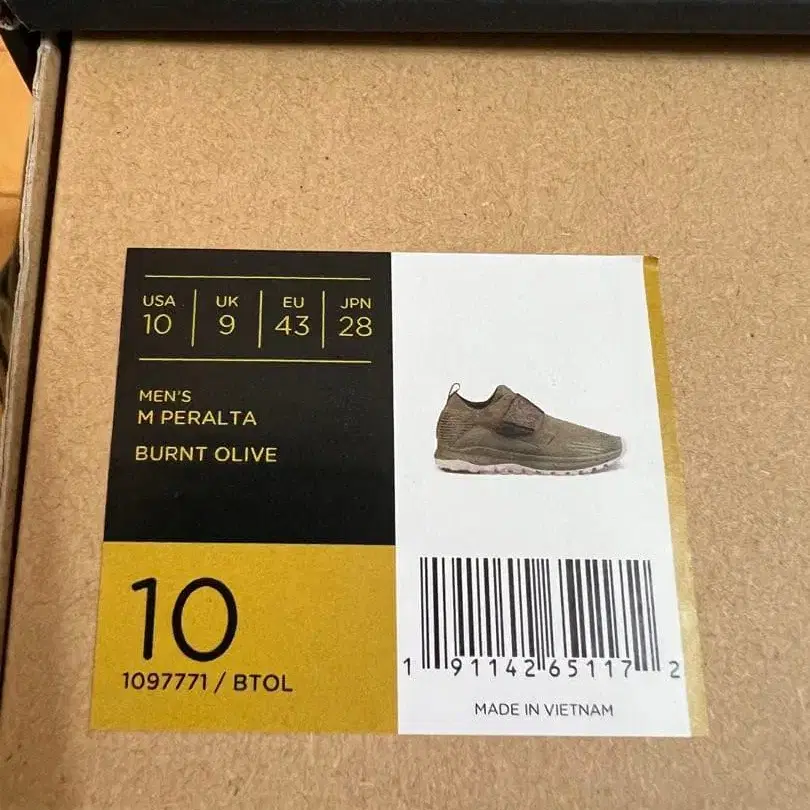 USA UK EU JPN
10 9 43 28
MEN'S
M PERALTA
BURNT OLIVE
10
1097771 / BTOL
1 91142 65117 2
MADE IN VIETNAM